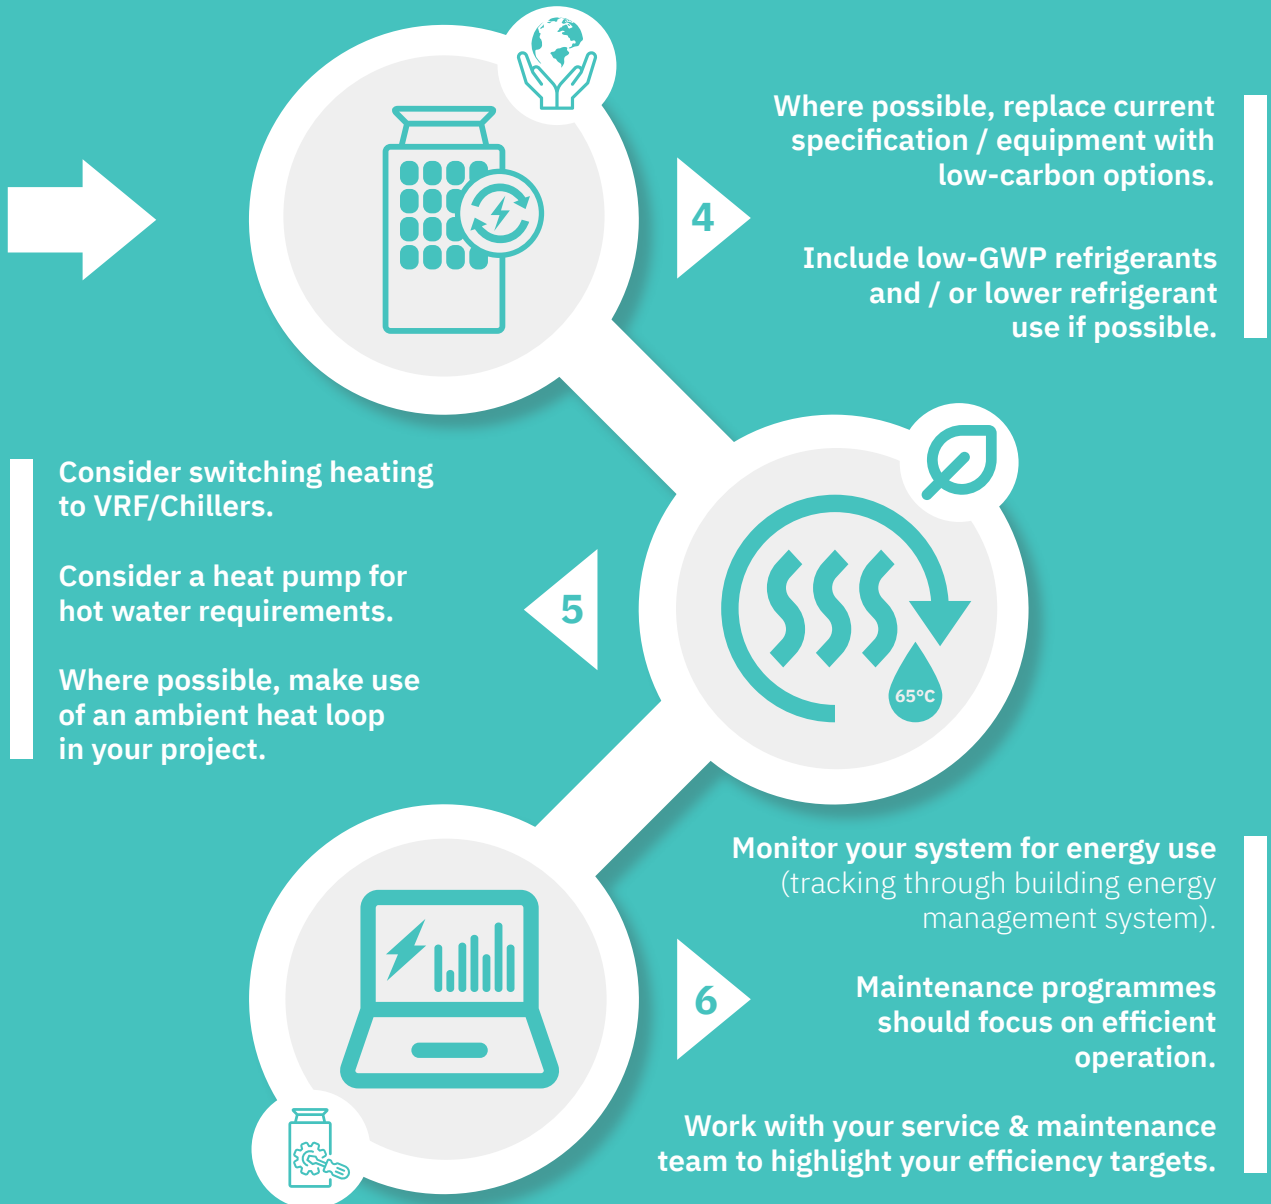 4
Where possible, replace current
specification / equipment with
low-carbon options.
Include low-GWP refrigerants
and / or lower refrigerant
use if possible.
5
Consider switching heating
to VRF/Chillers.
Consider a heat pump for
hot water requirements.
Where possible, make use
of an ambient heat loop
in your project.
65°C
6
Monitor your system for energy use
(tracking through building energy
management system).
Maintenance programmes
should focus on efficient
operation.
Work with your service & maintenance
team to highlight your efficiency targets.